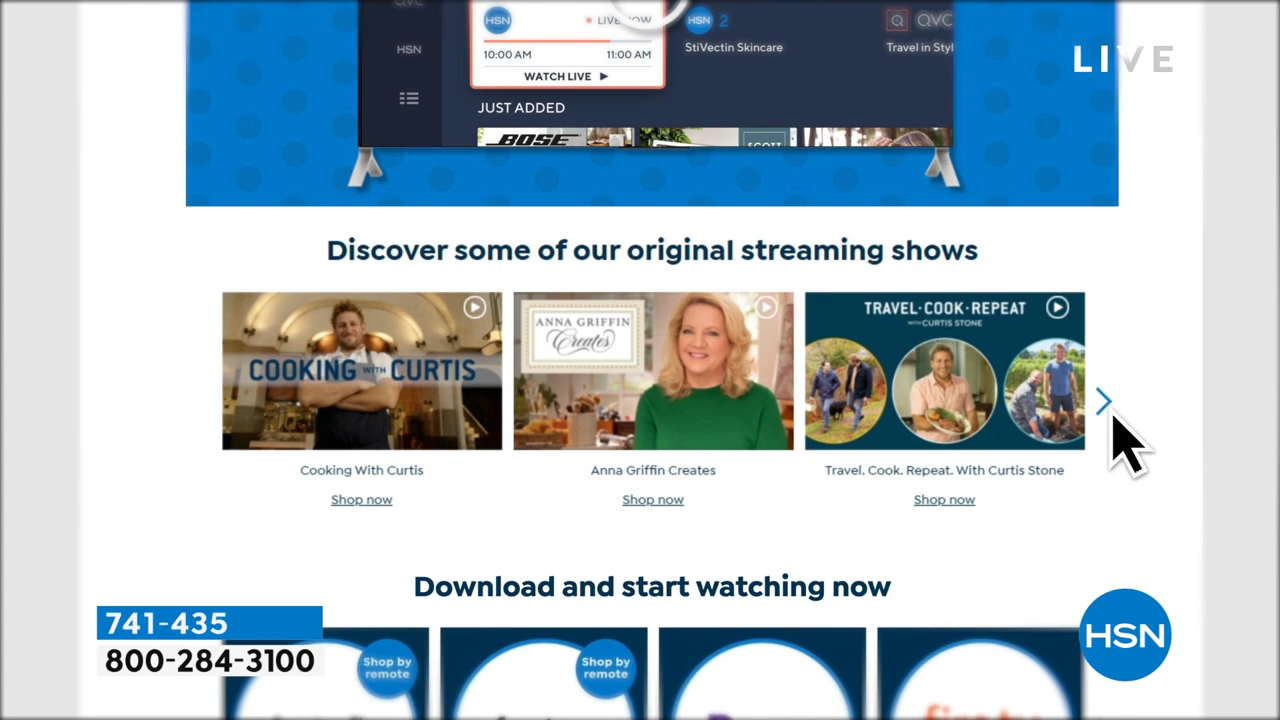 QVC
HSN
LIVE NOW
HSN 2
QVC
10:00 AM 11:00 AM
StiVectin Skincare
Travel in Styl
HSN
WATCH LIVE
LIVE
JUST ADDED
BOSE
SCOTT
Discover some of our original streaming shows
COOKING WITH CURTIS
ANNA GRIFFIN
Creates
TRAVEL·COOK·REPEAT
WITH CURTIS STONE
Cooking With Curtis
Anna Griffin Creates
Travel. Cook. Repeat. With Curtis Stone
Shop now
Shop now
Shop now
Download and start watching now
741-435
800-284-3100
Shop by
remote
Shop by
remote
HSN